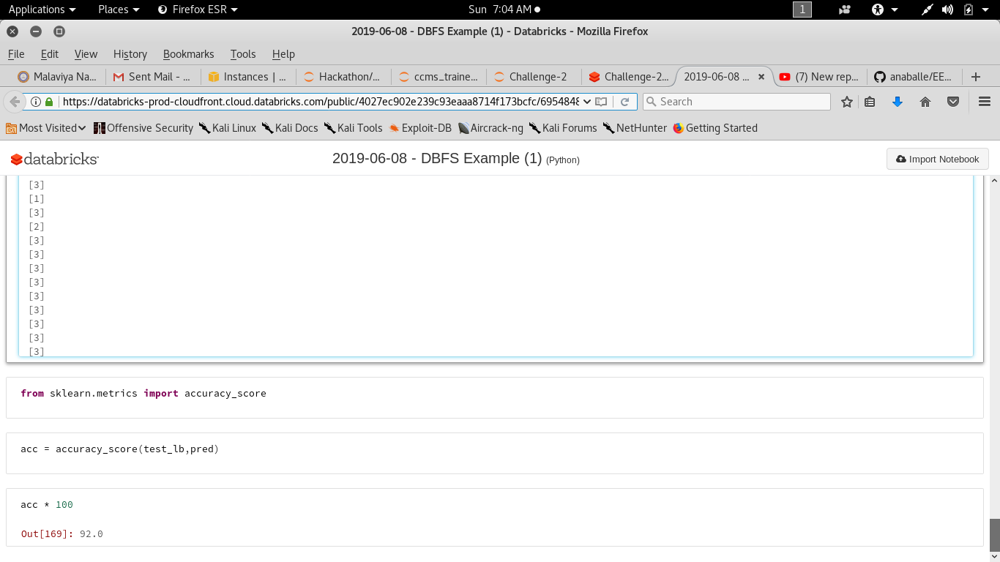 Applications Places Firefox ESR Sun 7:04 AM 1
2019-06-08 - DBFS Example (1) - Databricks - Mozilla Firefox
File Edit View History Bookmarks Tools Help
Malaviya Na... Sent Mail - ... Instances | ... Hackathon/... ccms_traine... Challenge-2 Challenge-2... 2019-06-08 ... (7) New rep... anaballe/EE...
https://databricks-prod-cloudfront.cloud.databricks.com/public/4027ec902e239c93eaaa8714f173bcfc/6954848 Search
Most Visited Offensive Security Kali Linux Kali Docs Kali Tools Exploit-DB Aircrack-ng Kali Forums NetHunter Getting Started
databricks 2019-06-08 - DBFS Example (1) (Python) Import Notebook
[3]
[1]
[3]
[2]
[3]
[3]
[3]
[3]
[3]
[3]
[3]
[3]
[3]
from sklearn.metrics import accuracy_score
acc = accuracy_score(test_lb,pred)
acc * 100
Out[169]: 92.0